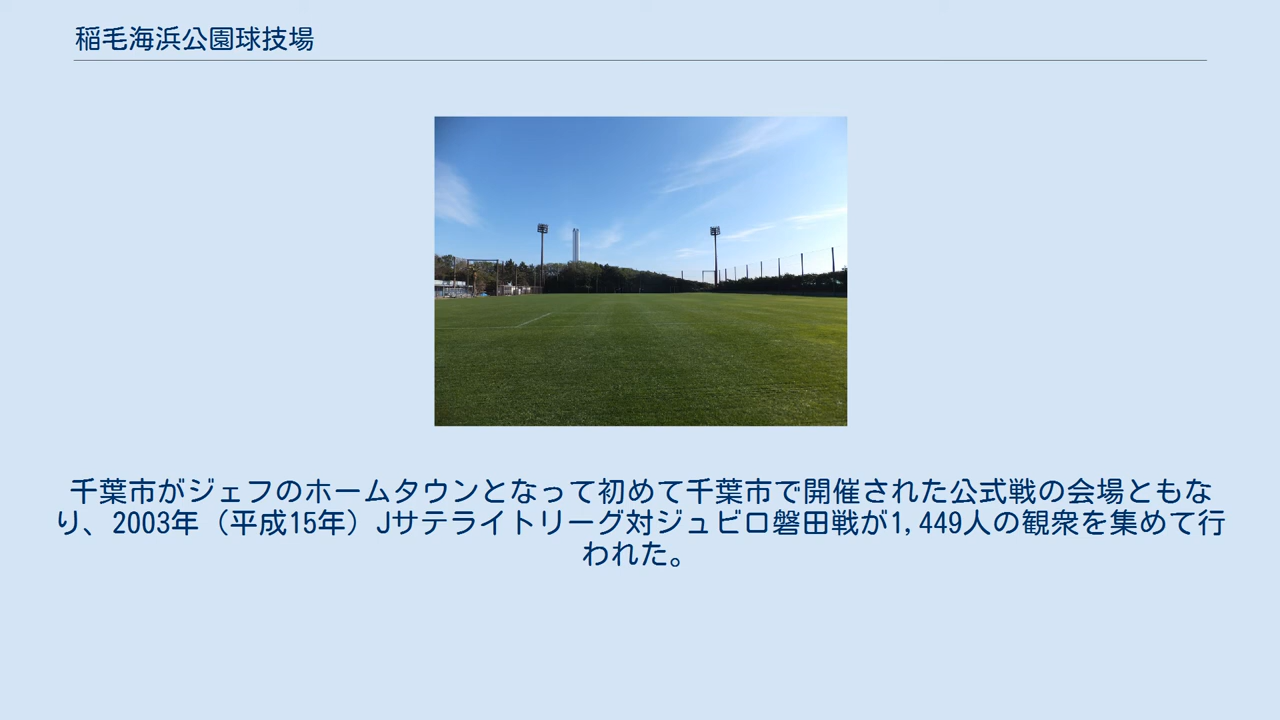 稲毛海浜公園球技場
千葉市がジェフのホームタウンとなって初めて千葉市で開催された公式戦の会場ともな
り、2003年（平成15年）Jサテライトリーグ対ジュビロ磐田戦が1,449人の観衆を集めて行
われた。